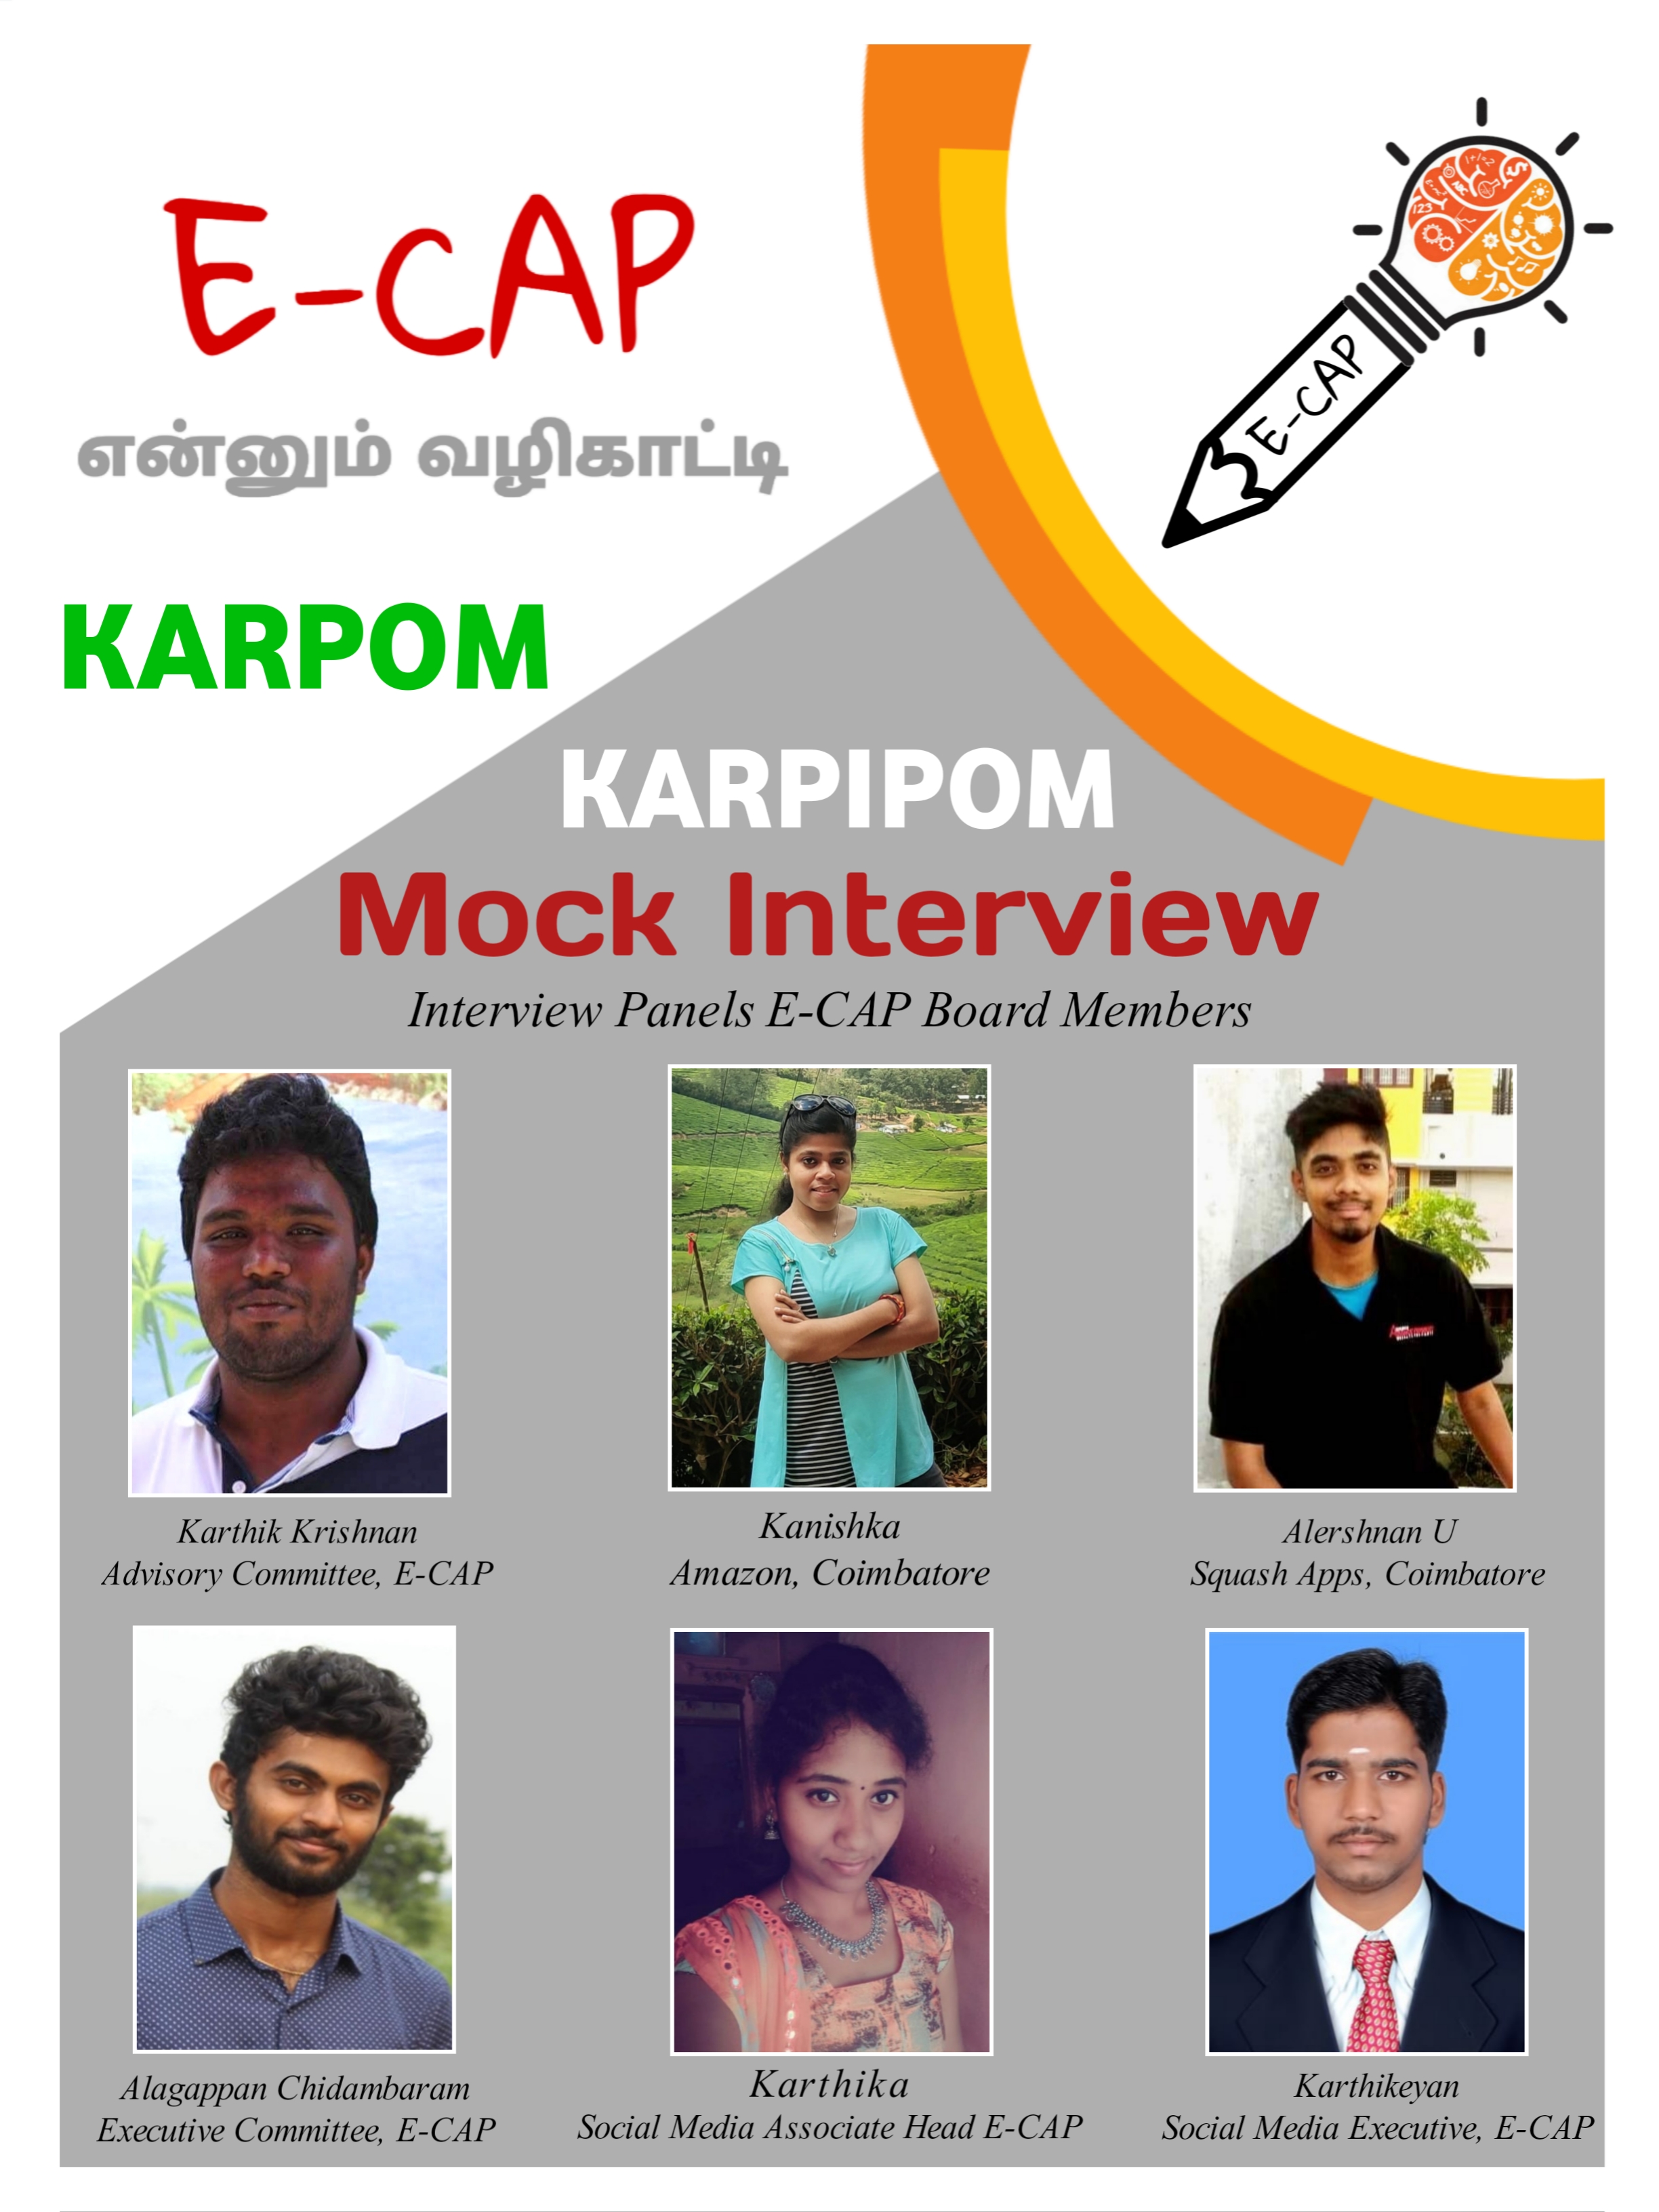 E-CAP
என்னும் வழிகாட்டி
E-CAP
KARPOM
KARPIPOM
Mock Interview
Interview Panels E-CAP Board Members
Karthik Krishnan
Advisory Committee, E-CAP
Kanishka
Amazon, Coimbatore
Alershnan U
Squash Apps, Coimbatore
Alagappan Chidambaram
Executive Committee, E-CAP
Karthika
Social Media Associate Head E-CAP
Karthikeyan
Social Media Executive, E-CAP